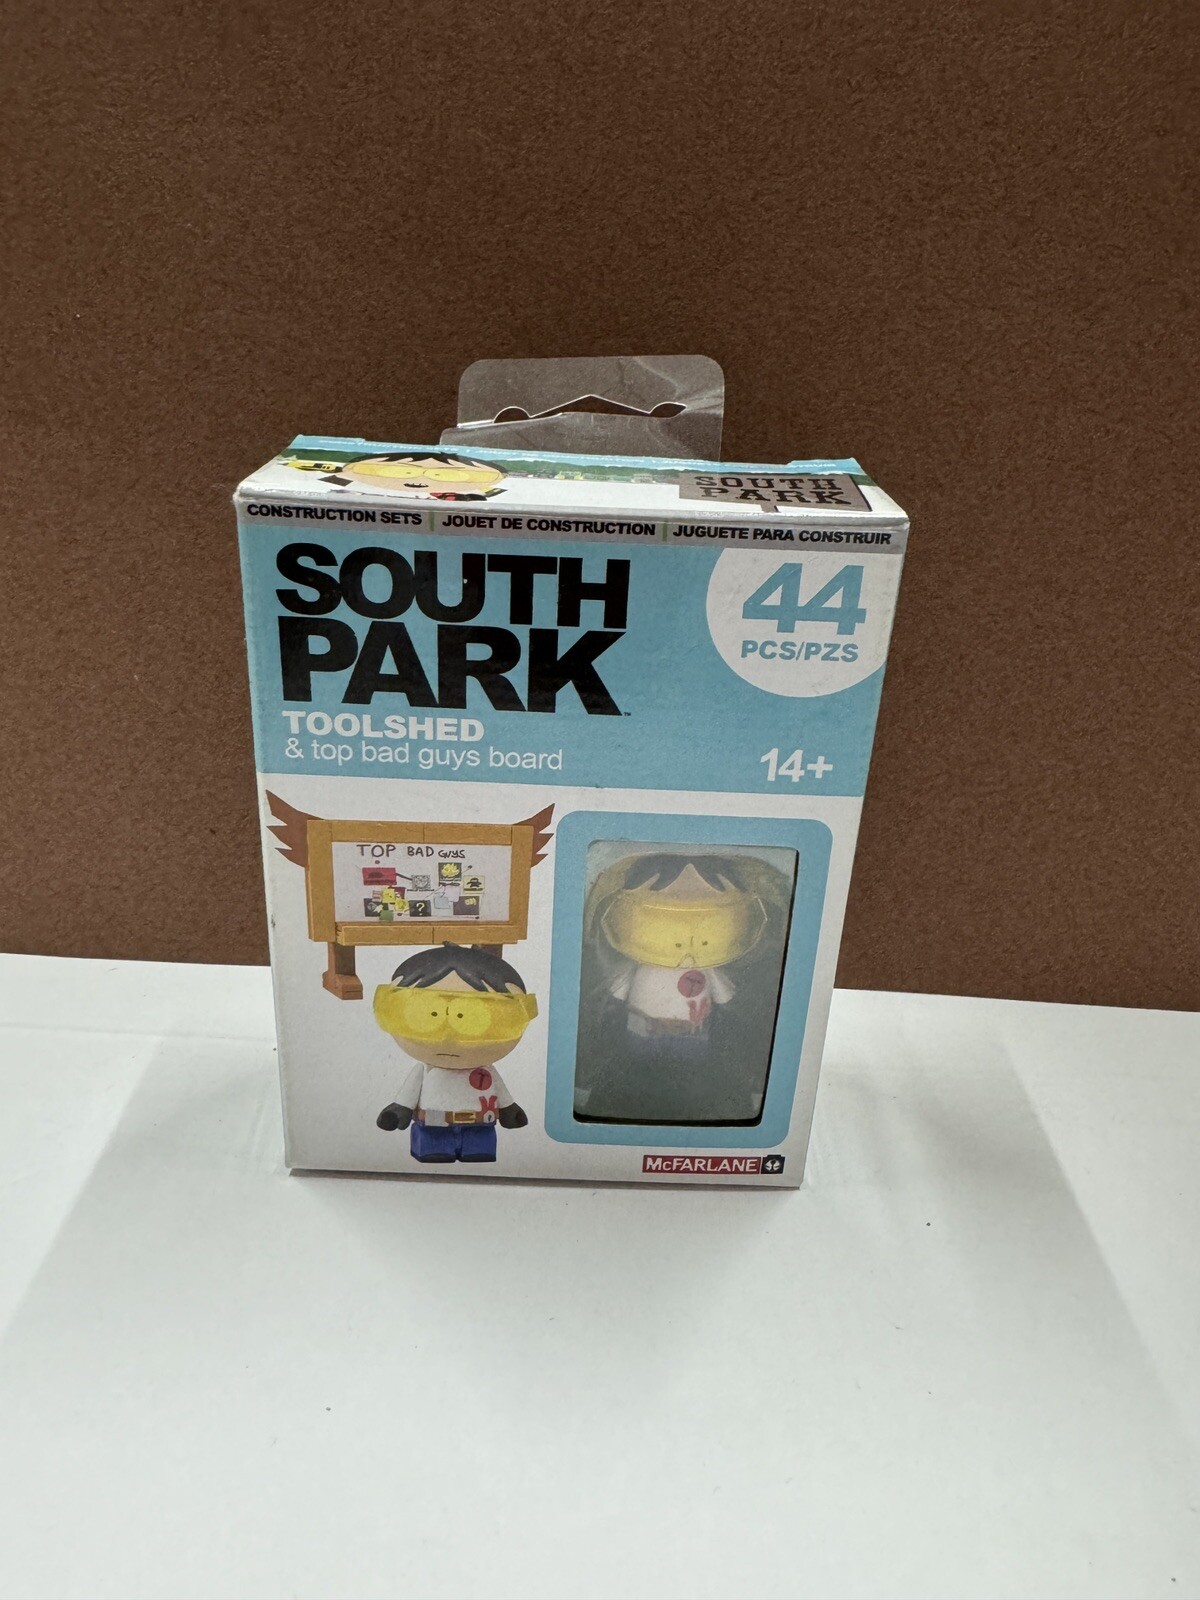 SOUTH
PARK
CONSTRUCTION SETS | JOUET DE CONSTRUCTION | JUGUETE PARA CONSTRUIR
SOUTH
PARK™
44
PCS/PZS
TOOLSHED
& top bad guys board
14+
TOP BAD GUYS
?
T
T
McFARLANE